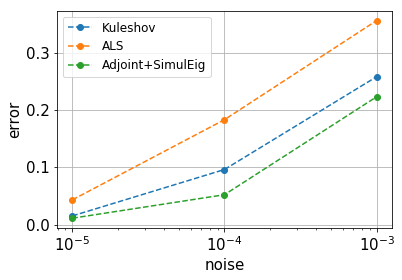 Kuleshov
ALS
Adjoint+SimulEig
error
0.3
0.2
0.1
0.0
10⁻⁵ 10⁻⁴ 10⁻³
noise